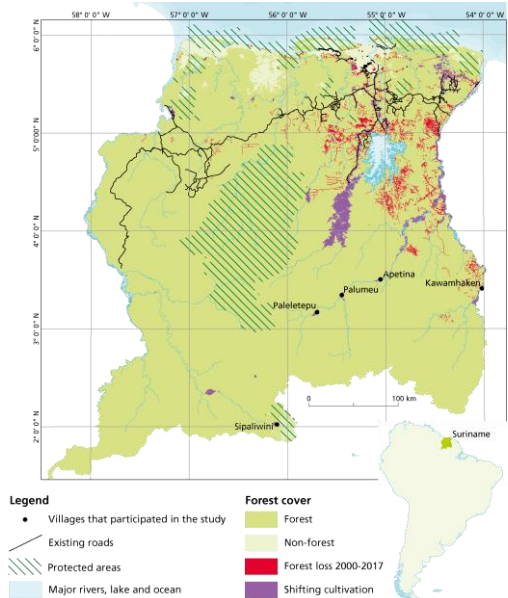 58° 0' 0" W 57° 0' 0" W 56° 0' 0" W 55° 0' 0" W 54° 0' 0" W
6° 0' 0" N
5° 0' 0" N
4° 0' 0" N
3° 0' 0" N
2° 0' 0" N
Apetina
Kawamhaken
Palumeu
Paleletepu
0 100 km
Sipaliwini
Suriname
Legend
Villages that participated in the study
Existing roads
Protected areas
Major rivers, lake and ocean
Forest cover
Forest
Non-forest
Forest loss 2000-2017
Shifting cultivation